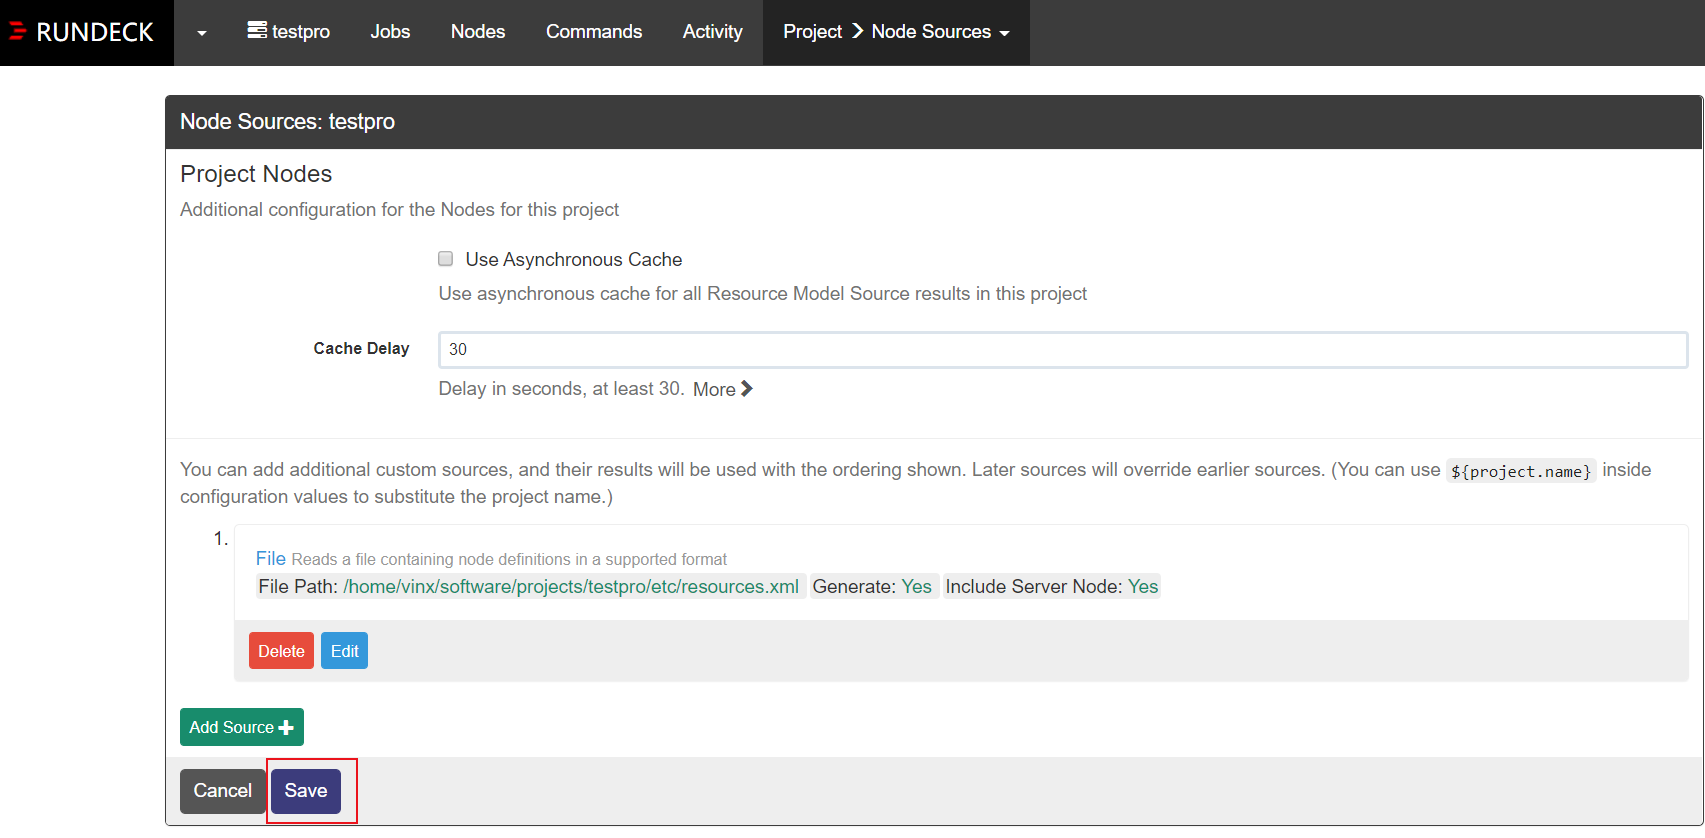 RUNDECK testpro Jobs Nodes Commands Activity Project Node Sources
Node Sources: testpro
Project Nodes
Additional configuration for the Nodes for this project
Use Asynchronous Cache
Use asynchronous cache for all Resource Model Source results in this project
Cache Delay 30
Delay in seconds, at least 30. More
You can add additional custom sources, and their results will be used with the ordering shown. Later sources will override earlier sources. (You can use ${project.name} inside
configuration values to substitute the project name.)
1.
File Reads a file containing node definitions in a supported format
File Path: /home/vinx/software/projects/testpro/etc/resources.xml Generate: Yes Include Server Node: Yes
Delete Edit
Add Source
Cancel Save